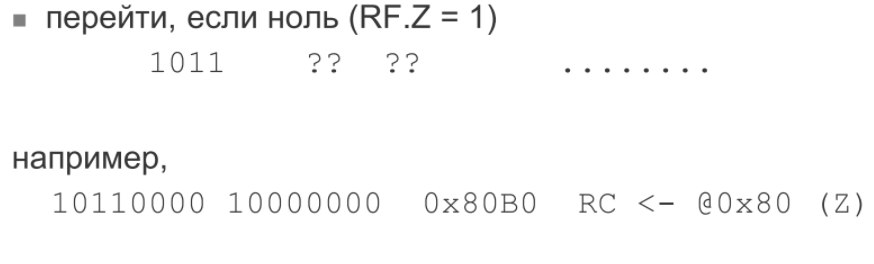 ▪ перейти, если ноль (RF.Z = 1)
1011 ?? ?? ........
например,
10110000 10000000 0x80B0 RC <- @0x80 (Z)